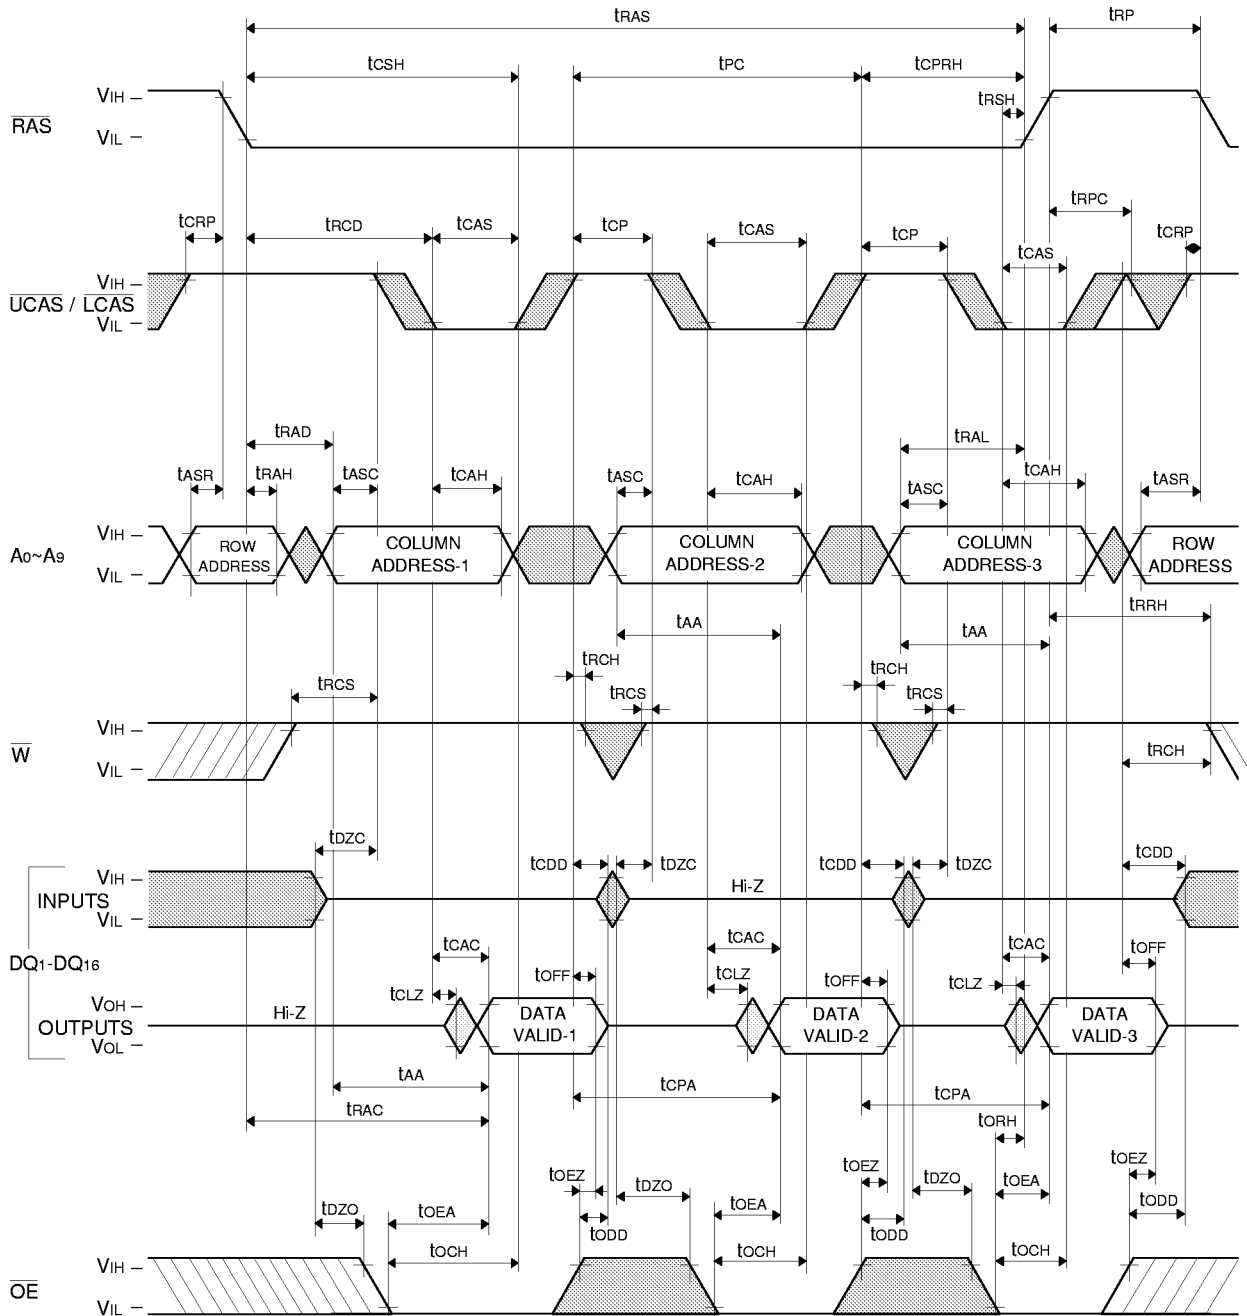 tRAS tRP
tCSH tPC tCPRH
tRSH
VIH
RAS
VIL
tRPC
tCRP tRCD tCAS tCP tCAS tCP tCRP
tCAS
VIH
UCAS / LCAS
VIL
tRAD tRAL
tASR tRAH tASC tCAH tASC tCAH tASC tCAH tASR
VIH
A0~A9
VIL
ROW ADDRESS
COLUMN ADDRESS-1
COLUMN ADDRESS-2
COLUMN ADDRESS-3
ROW ADDRESS
tRRH
tAA tAA
tRCH tRCH
tRCS tRCS tRCS
VIH
W
VIL
tRCH
tDZC tCDD tDZC tCDD tDZC tCDD
VIH
INPUTS Hi-Z
VIL
DQ1-DQ16
tCAC tCAC tCAC
tCLZ tOFF tCLZ tOFF tCLZ tOFF
VOH
OUTPUTS Hi-Z
VOL
DATA VALID-1
DATA VALID-2
DATA VALID-3
tAA tCPA tCPA
tRAC
tORH
tOEZ tOEZ tOEZ
tDZO tOEA tDZO tOEA tDZO tOEA
tODD tODD tODD
tOCH tOCH tOCH
VIH
OE
VIL